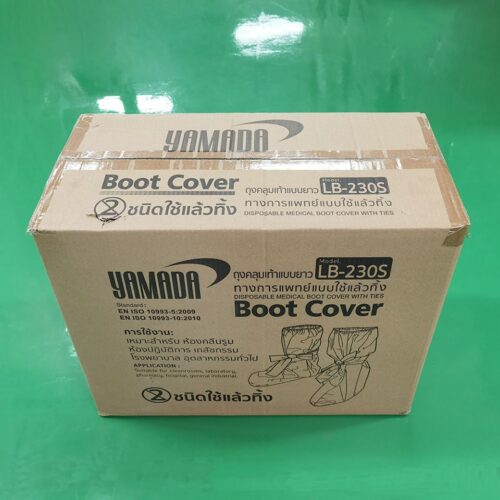 YAMADA
Boot Cover
ถุงคลุมเท้าแบบยาว
Model.
LB-230S
ทางการแพทย์แบบใช้แล้วทิ้ง
DISPOSABLE MEDICAL BOOT COVER WITH TIES
2 ชนิดใช้แล้วทิ้ง
YAMADA
ถุงคลุมเท้าแบบยาว
Model.
LB-230S
ทางการแพทย์แบบใช้แล้วทิ้ง
DISPOSABLE MEDICAL BOOT COVER WITH TIES
Boot Cover
Standard :
EN ISO 10993-5:2009
EN ISO 10993-10:2010
การใช้งาน:
เหมาะสำหรับ ห้องคลีนรูม
ห้องปฏิบัติการ เภสัชกรรม
โรงพยาบาล อุตสาหกรรมทั่วไป
APPLICATION :
Suitable for cleanrooms, laboratory,
pharmacy, hospital, general industrial.
2 ชนิดใช้แล้วทิ้ง